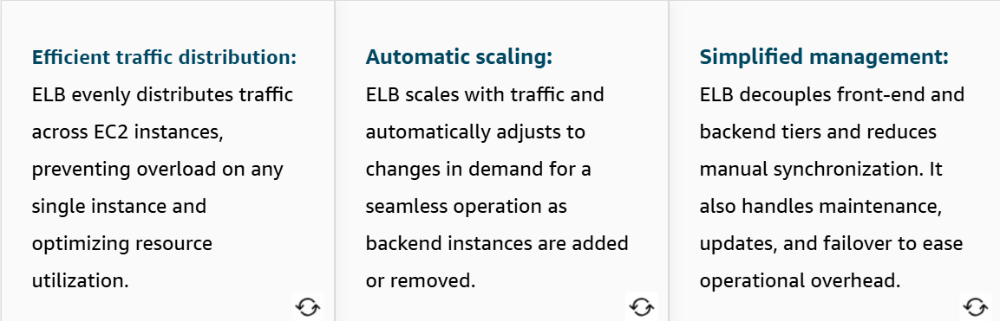 Efficient traffic distribution:
ELB evenly distributes traffic
across EC2 instances,
preventing overload on any
single instance and
optimizing resource
utilization.
Automatic scaling:
ELB scales with traffic and
automatically adjusts to
changes in demand for a
seamless operation as
backend instances are added
or removed.
Simplified management:
ELB decouples front-end and
backend tiers and reduces
manual synchronization. It
also handles maintenance,
updates, and failover to ease
operational overhead.